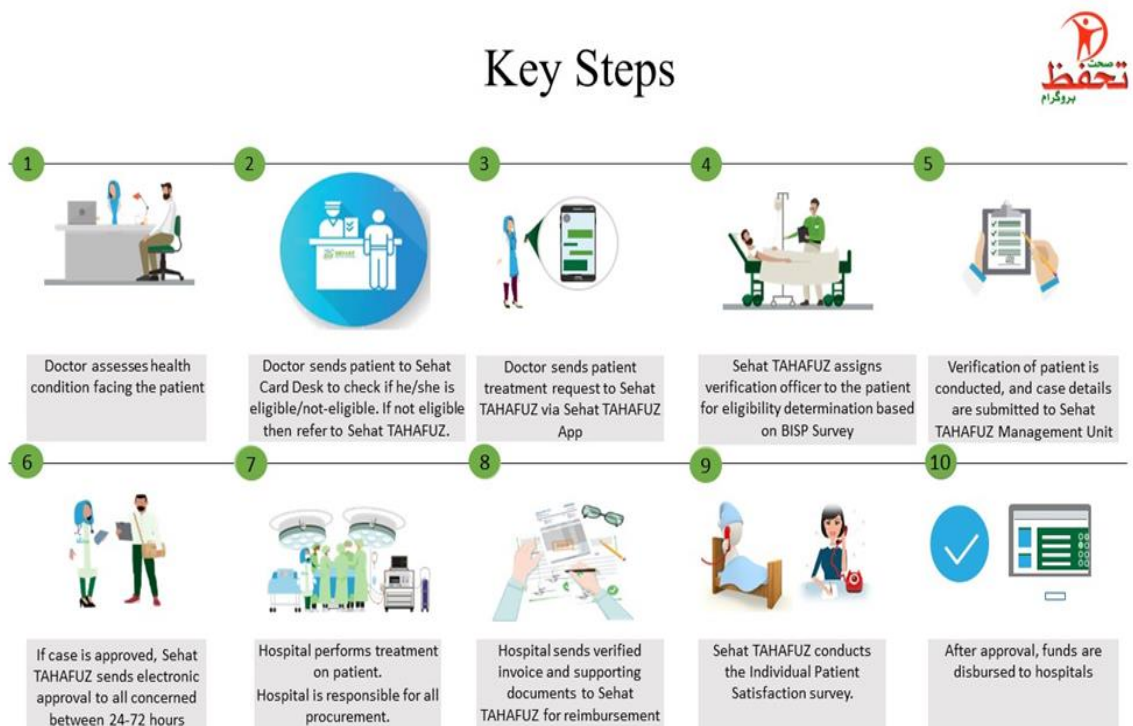 Key Steps
صحت
تحفظ
پروگرام
1
2
3
4
5
Doctor assesses health
condition facing the patient
Doctor sends patient to Sehat
Card Desk to check if he/she is
eligible/not-eligible. If not eligible
then refer to Sehat TAHAFUZ.
Doctor sends patient
treatment request to Sehat
TAHAFUZ via Sehat TAHAFUZ
App
Sehat TAHAFUZ assigns
verification officer to the patient
for eligibility determination based
on BISP Survey
Verification of patient is
conducted, and case details
are submitted to Sehat
TAHAFUZ Management Unit
6
7
8
9
10
If case is approved, Sehat
TAHAFUZ sends electronic
approval to all concerned
between 24-72 hours
Hospital performs treatment
on patient.
Hospital is responsible for all
procurement.
Hospital sends verified
invoice and supporting
documents to Sehat
TAHAFUZ for reimbursement
Sehat TAHAFUZ conducts
the Individual Patient
Satisfaction survey.
After approval, funds are
disbursed to hospitals